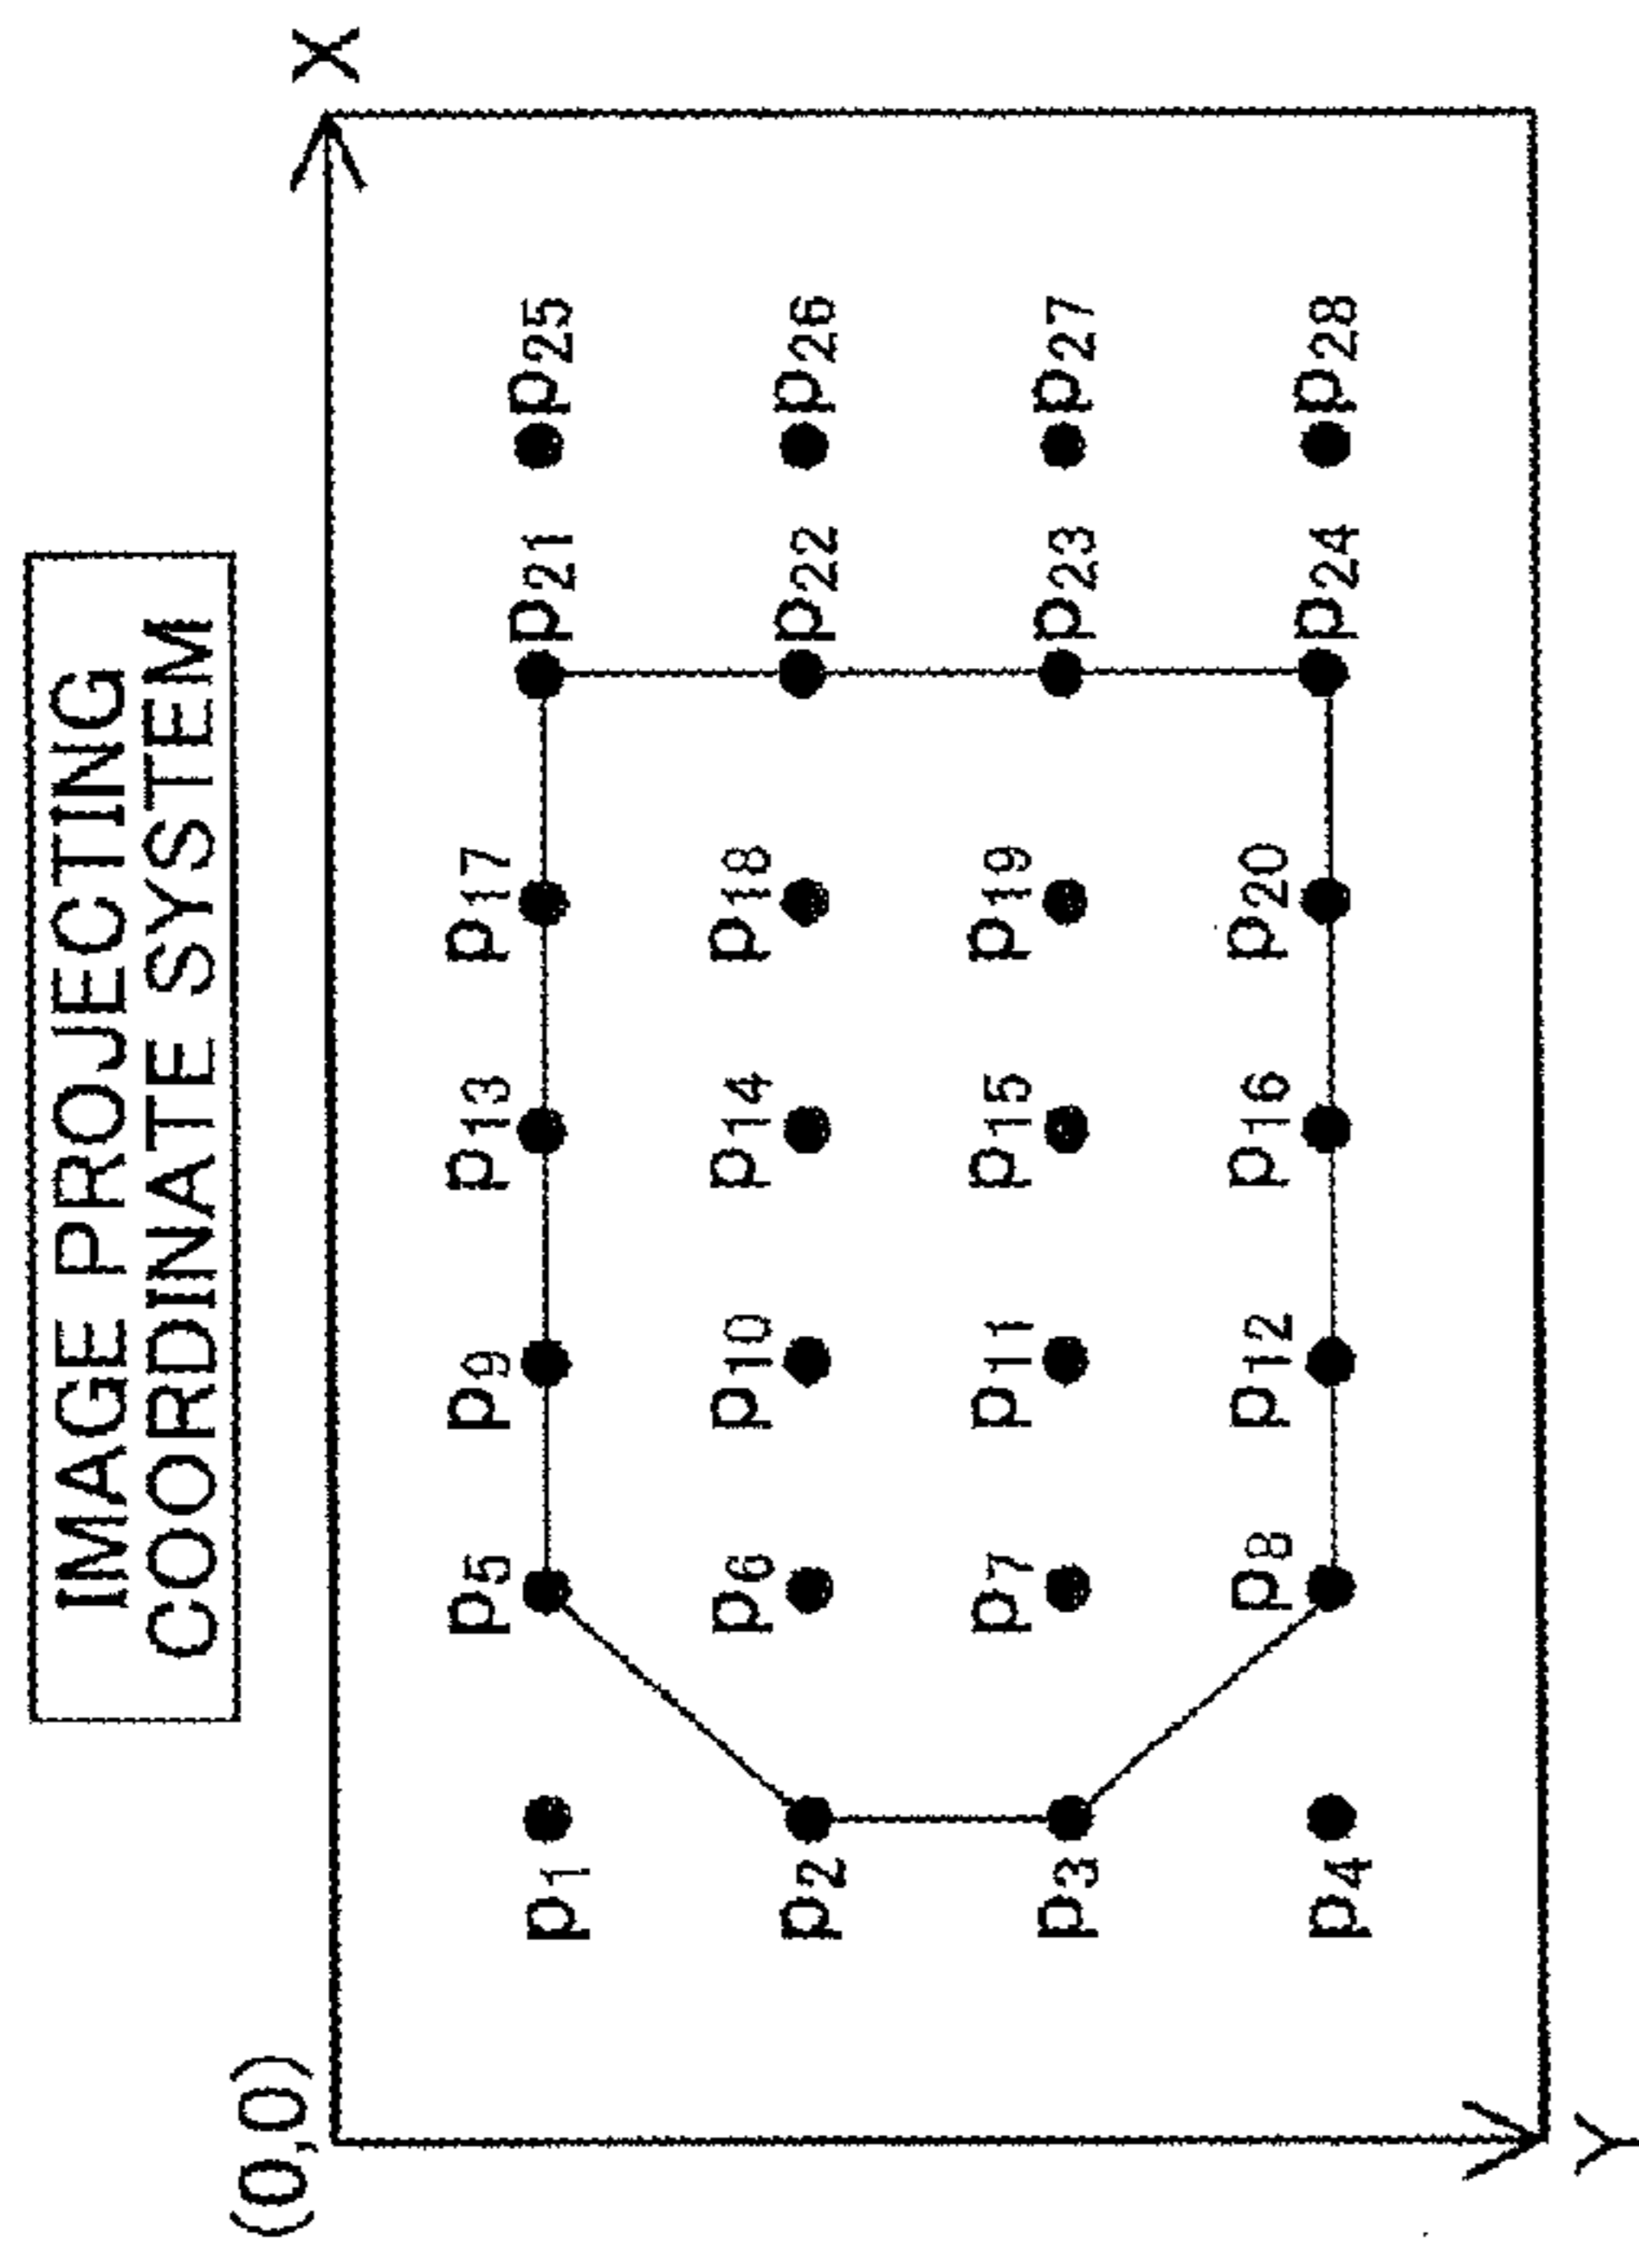 IMAGE PROJECTING
COORDINATE SYSTEM
(0,0)
X
p1 p5 p9 p13 p17 p21 p25
p2 p6 p10 p14 p18 p22 p26
p3 p7 p11 p15 p19 p23 p27
p4 p8 p12 p16 p20 p24 p28
Y